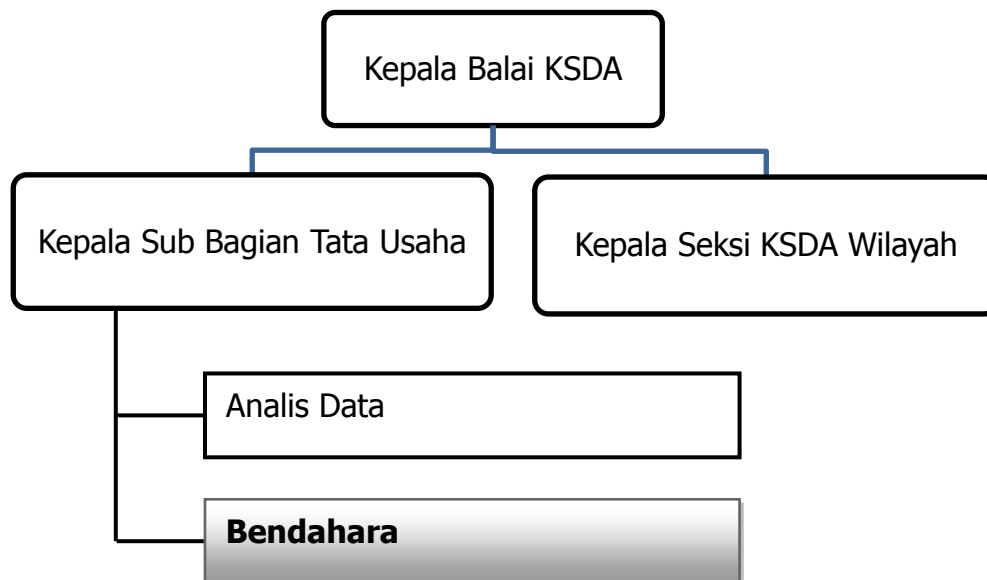 Kepala Balai KSDA
Kepala Sub Bagian Tata Usaha
Kepala Seksi KSDA Wilayah
Analis Data
Bendahara